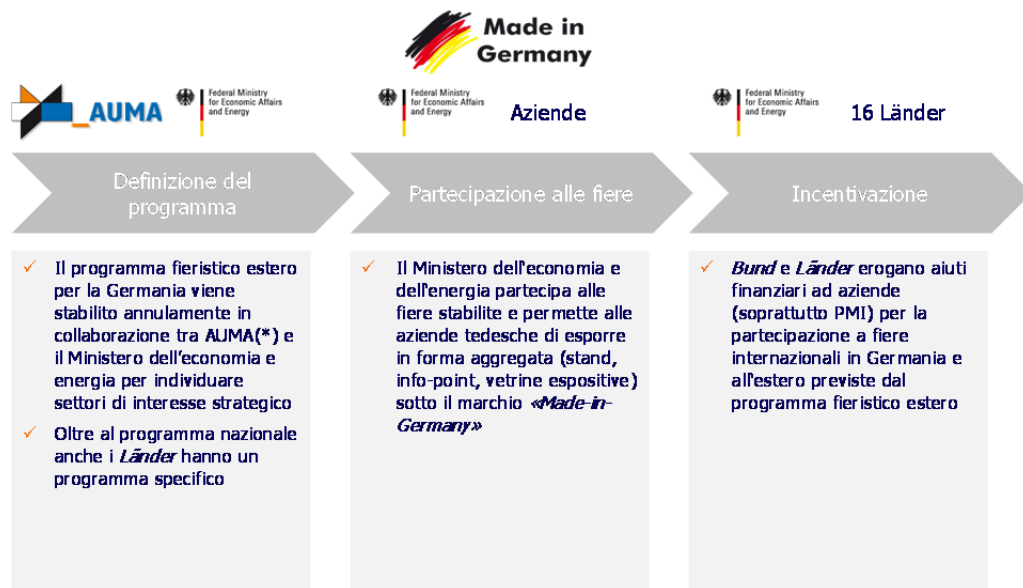 Made in
Germany
_AUMA
Federal Ministry
for Economic Affairs
and Energy
Federal Ministry
for Economic Affairs
and Energy
Aziende
Federal Ministry
for Economic Affairs
and Energy
16 Länder
Definizione del
programma
Partecipazione alle fiere
Incentivazione
✓ Il programma fieristico estero
per la Germania viene
stabilito annulamente in
collaborazione tra AUMA(*) e
il Ministero dell'economia e
energia per individuare
settori di interesse strategico
✓ Oltre al programma nazionale
anche i Länder hanno un
programma specifico
✓ Il Ministero dell'economia e
dell'energia partecipa alle
fiere stabilite e permette alle
aziende tedesche di esporre
in forma aggregata (stand,
info-point, vetrine espositive)
sotto il marchio «Made-in-
Germany»
✓ Bund e Länder erogano aiuti
finanziari ad aziende
(soprattutto PMI) per la
partecipazione a fiere
internazionali in Germania e
all'estero previste dal
programma fieristico estero